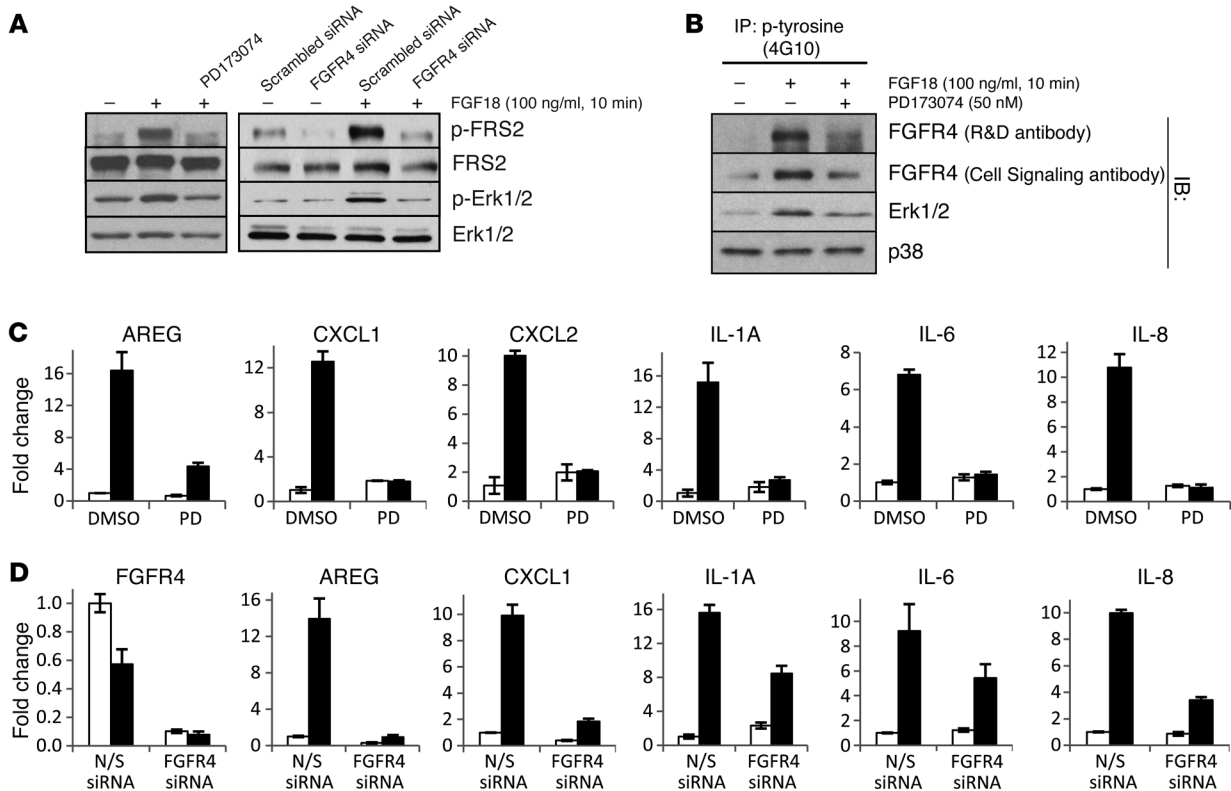 A
PD173074
Scrambled siRNA
FGFR4 siRNA
Scrambled siRNA
FGFR4 siRNA
– + + – – + + FGF18 (100 ng/ml, 10 min)
p-FRS2
FRS2
p-Erk1/2
Erk1/2
B
IP: p-tyrosine
(4G10)
– + + FGF18 (100 ng/ml, 10 min)
– – + PD173074 (50 nM)
FGFR4 (R&D antibody)
FGFR4 (Cell Signaling antibody)
Erk1/2
p38
IB:
C
Fold change
AREG
16
12
8
4
0
DMSO PD
CXCL1
12
8
4
0
DMSO PD
CXCL2
10
8
6
4
2
0
DMSO PD
IL-1A
16
12
8
4
0
DMSO PD
IL-6
8
6
4
2
0
DMSO PD
IL-8
12
10
8
6
4
2
0
DMSO PD
D
Fold change
FGFR4
1.0
0.8
0.6
0.4
0.2
0.0
N/S FGFR4
siRNA siRNA
AREG
16
12
8
4
0
N/S FGFR4
siRNA siRNA
CXCL1
10
8
6
4
2
0
N/S FGFR4
siRNA siRNA
IL-1A
16
12
8
4
0
N/S FGFR4
siRNA siRNA
IL-6
10
8
6
4
2
0
N/S FGFR4
siRNA siRNA
IL-8
10
8
6
4
2
0
N/S FGFR4
siRNA siRNA